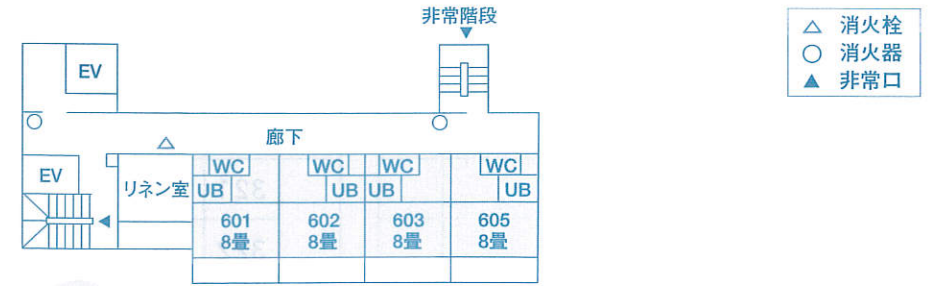 非常階段
△ 消火栓
○ 消火器
▲ 非常口
EV
廊下
EV
リネン室
WC
UB
WC
UB
WC
UB
WC
UB
601
8畳
602
8畳
603
8畳
605
8畳